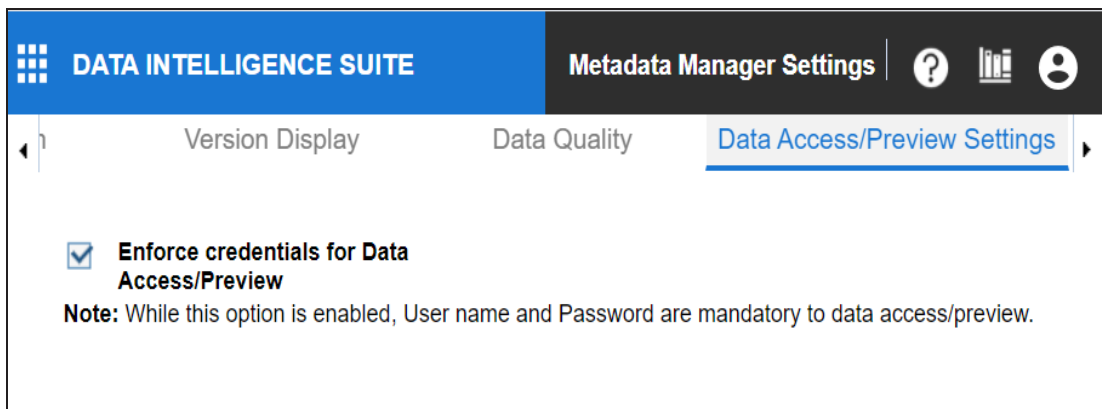 DATA INTELLIGENCE SUITE
Metadata Manager Settings
Version Display
Data Quality
Data Access/Preview Settings
Enforce credentials for Data
Access/Preview
Note: While this option is enabled, User name and Password are mandatory to data access/preview.